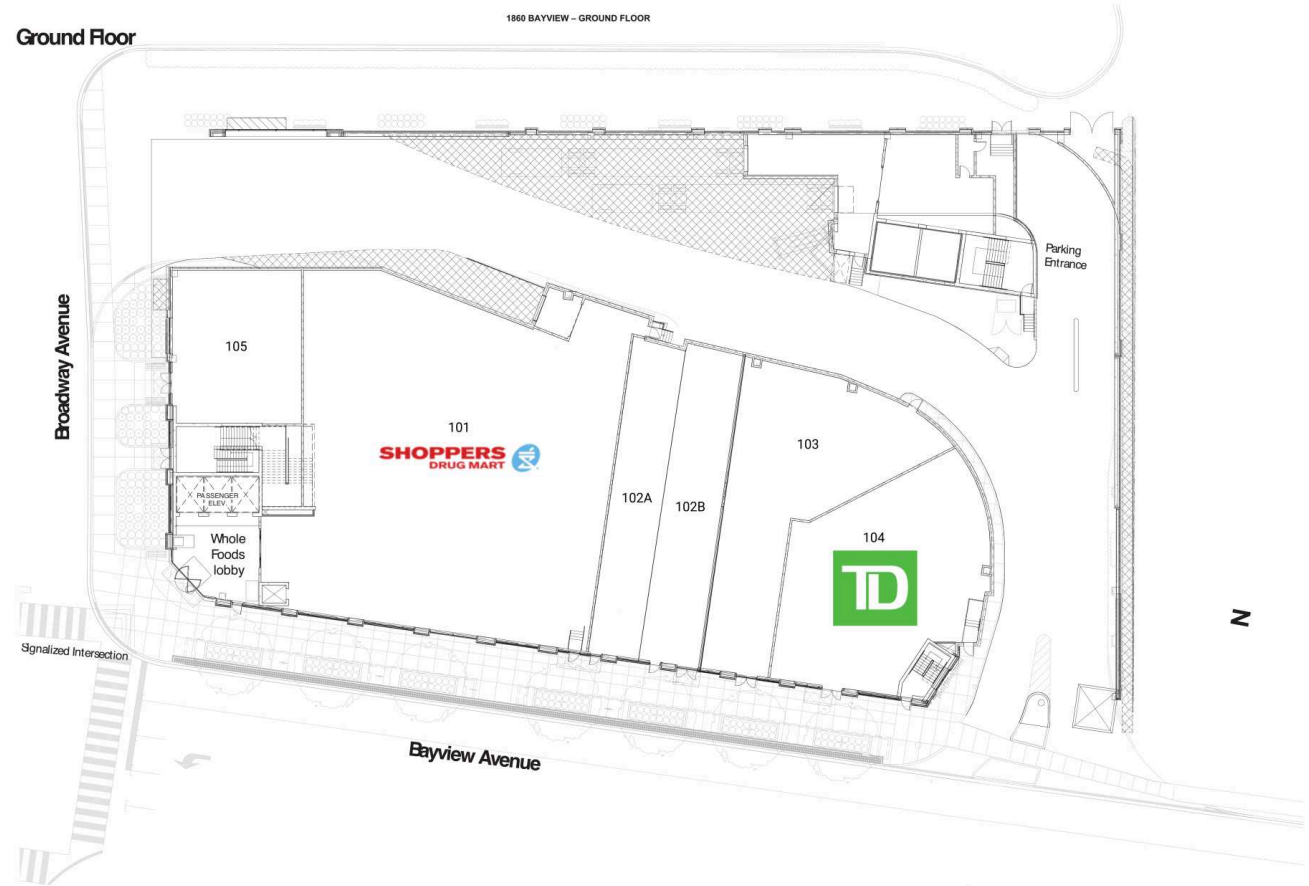 1860 BAYVIEW – GROUND FLOOR
Ground Floor
Parking
Entrance
Broadway Avenue
105
101
SHOPPERS
DRUG MART
103
102A
102B
PASSENGER
ELEV.
Whole
Foods
lobby
104
TD
N
Signalized Intersection
Bayview Avenue